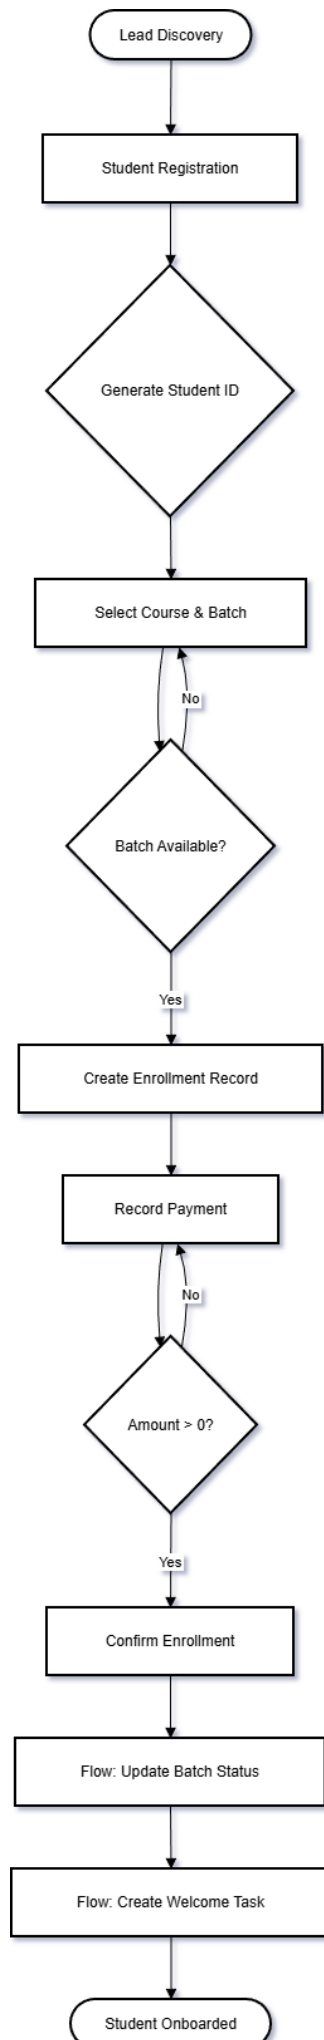 Lead Discovery
Student Registration
Generate Student ID
Select Course & Batch
No
Batch Available?
Yes
Create Enrollment Record
Record Payment
No
Amount > 0?
Yes
Confirm Enrollment
Flow: Update Batch Status
Flow: Create Welcome Task
Student Onboarded